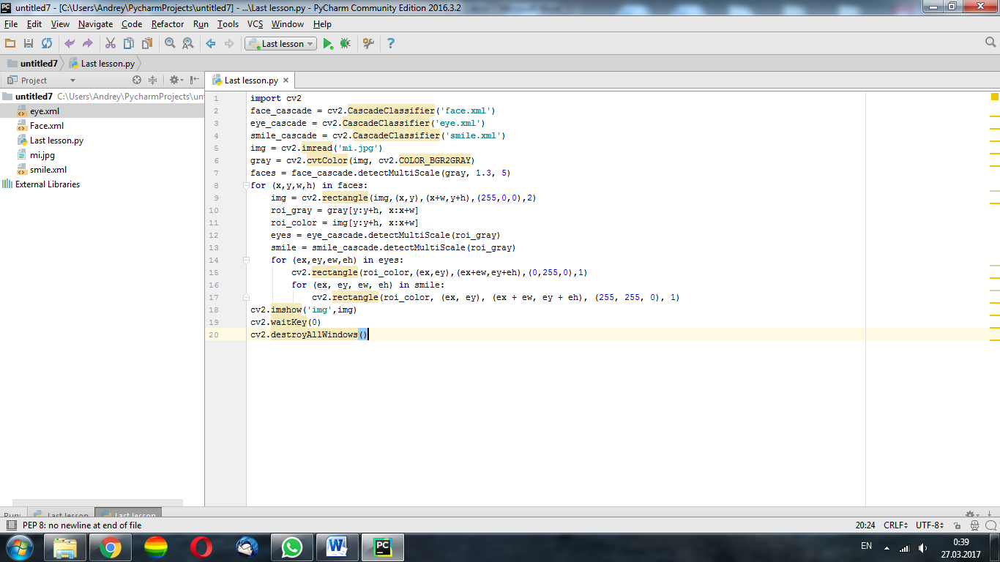 untitled7 - [C:\Users\Andrey\PycharmProjects\untitled7] - ...\Last lesson.py - PyCharm Community Edition 2016.3.2
File Edit View Navigate Code Refactor Run Tools VCS Window Help
Last lesson
untitled7 Last lesson.py
Project
Last lesson.py
untitled7 C:\Users\Andrey\PycharmProjects\un
eye.xml
Face.xml
Last lesson.py
mi.jpg
smile.xml
External Libraries
1 import cv2
2 face_cascade = cv2.CascadeClassifier('face.xml')
3 eye_cascade = cv2.CascadeClassifier('eye.xml')
4 smile_cascade = cv2.CascadeClassifier('smile.xml')
5 img = cv2.imread('mi.jpg')
6 gray = cv2.cvtColor(img, cv2.COLOR_BGR2GRAY)
7 faces = face_cascade.detectMultiScale(gray, 1.3, 5)
8 for (x,y,w,h) in faces:
9 img = cv2.rectangle(img,(x,y),(x+w,y+h),(255,0,0),2)
10 roi_gray = gray[y:y+h, x:x+w]
11 roi_color = img[y:y+h, x:x+w]
12 eyes = eye_cascade.detectMultiScale(roi_gray)
13 smile = smile_cascade.detectMultiScale(roi_gray)
14 for (ex,ey,ew,eh) in eyes:
15 cv2.rectangle(roi_color,(ex,ey),(ex+ew,ey+eh),(0,255,0),1)
16 for (ex, ey, ew, eh) in smile:
17 cv2.rectangle(roi_color, (ex, ey), (ex + ew, ey + eh), (255, 255, 0), 1)
18 cv2.imshow('img',img)
19 cv2.waitKey(0)
20 cv2.destroyAllWindows()
Run: Last lesson Last lesson
PEP 8: no newline at end of file 20:24 CRLF UTF-8
EN 0:39
27.03.2017